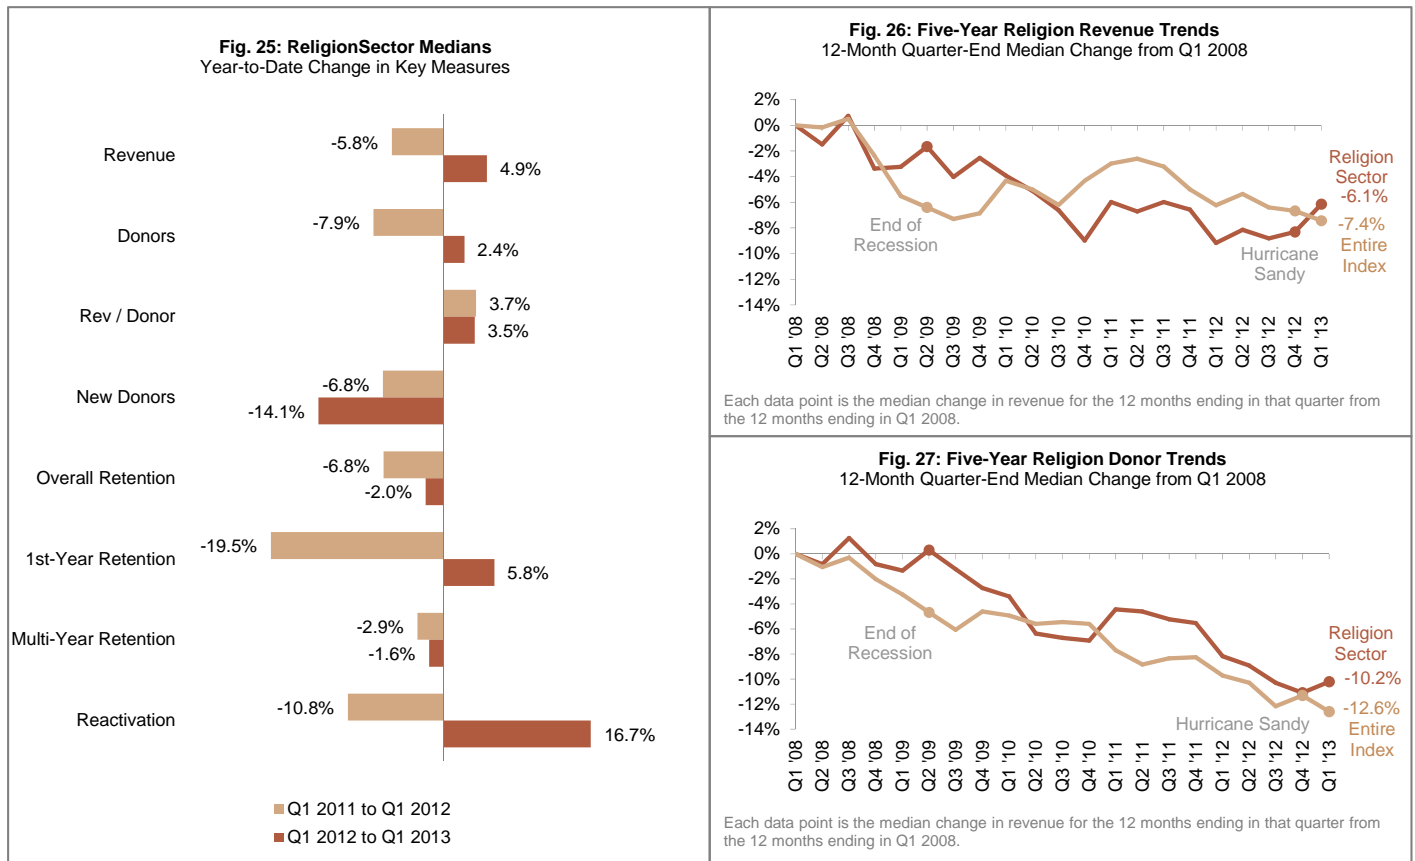 Fig. 25: ReligionSector Medians
Year-to-Date Change in Key Measures
Revenue
-5.8%
4.9%
Donors
-7.9%
2.4%
Rev / Donor
3.7%
3.5%
New Donors
-6.8%
-14.1%
Overall Retention
-6.8%
-2.0%
1st-Year Retention
-19.5%
5.8%
Multi-Year Retention
-2.9%
-1.6%
Reactivation
-10.8%
16.7%
Q1 2011 to Q1 2012
Q1 2012 to Q1 2013
Fig. 26: Five-Year Religion Revenue Trends
12-Month Quarter-End Median Change from Q1 2008
2%
0%
-2%
-4%
-6%
-8%
-10%
-12%
-14%
End of
Recession
Hurricane
Sandy
Religion
Sector
-6.1%
-7.4%
Entire
Index
Q1 '08
Q2 '08
Q3 '08
Q4 '08
Q1 '09
Q2 '09
Q3 '09
Q4 '09
Q1 '10
Q2 '10
Q3 '10
Q4 '10
Q1 '11
Q2 '11
Q3 '11
Q4 '11
Q1 '12
Q2 '12
Q3 '12
Q4 '12
Q1 '13
Each data point is the median change in revenue for the 12 months ending in that quarter from
the 12 months ending in Q1 2008.
Fig. 27: Five-Year Religion Donor Trends
12-Month Quarter-End Median Change from Q1 2008
2%
0%
-2%
-4%
-6%
-8%
-10%
-12%
-14%
End of
Recession
Hurricane Sandy
Religion
Sector
-10.2%
-12.6%
Entire
Index
Q1 '08
Q2 '08
Q3 '08
Q4 '08
Q1 '09
Q2 '09
Q3 '09
Q4 '09
Q1 '10
Q2 '10
Q3 '10
Q4 '10
Q1 '11
Q2 '11
Q3 '11
Q4 '11
Q1 '12
Q2 '12
Q3 '12
Q4 '12
Q1 '13
Each data point is the median change in revenue for the 12 months ending in that quarter from
the 12 months ending in Q1 2008.